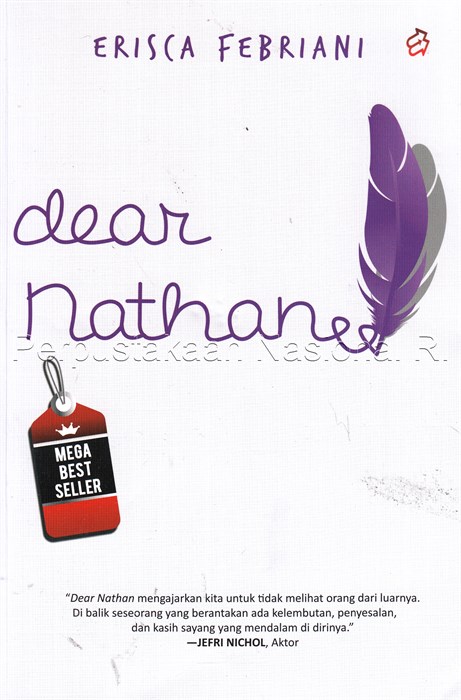 ERISCA FEBRIANI
dear
Nathan
Perpustakaan Nasional R.I.
MEGA
BEST
SELLER
“Dear Nathan mengajarkan kita untuk tidak melihat orang dari luarnya.
Di balik seseorang yang berantakan ada kelembutan, penyesalan,
dan kasih sayang yang mendalam di dirinya.”
—JEFRI NICHOL, Aktor